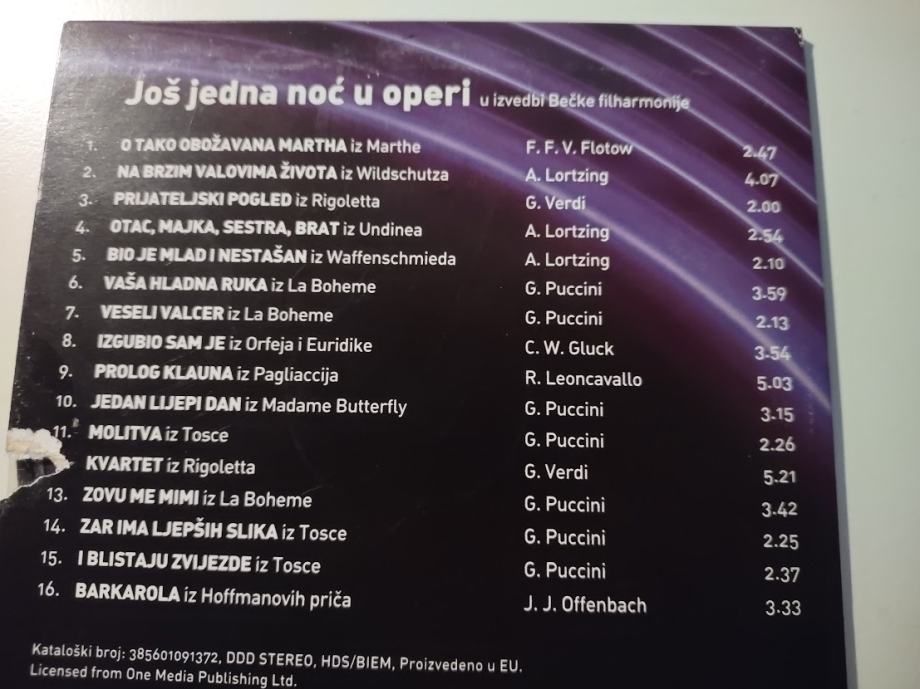 Još jedna noć u operi u izvedbi Bečke filharmonije
1. O TAKO OBOŽAVANA MARTHA iz Marthe F. F. V. Flotow 2.47
2. NA BRZIM VALOVIMA ŽIVOTA iz Wildschutza A. Lortzing 4.07
3. PRIJATELJSKI POGLED iz Rigoletta G. Verdi 2.00
4. OTAC, MAJKA, SESTRA, BRAT iz Undinea A. Lortzing 2.54
5. BIO JE MLAD I NESTAŠAN iz Waffenschmieda A. Lortzing 2.10
6. VAŠA HLADNA RUKA iz La Boheme G. Puccini 3.59
7. VESELI VALCER iz La Boheme G. Puccini 2.13
8. IZGUBIO SAM JE iz Orfeja i Euridike C. W. Gluck 3.54
9. PROLOG KLAUNA iz Pagliaccija R. Leoncavallo 5.03
10. JEDAN LIJEPI DAN iz Madame Butterfly G. Puccini 3.15
11. MOLITVA iz Tosce G. Puccini 2.26
KVARTET iz Rigoletta G. Verdi 5.21
13. ZOVU ME MIMI iz La Boheme G. Puccini 3.42
14. ZAR IMA LJEPŠIH SLIKA iz Tosce G. Puccini 2.25
15. I BLISTAJU ZVIJEZDE iz Tosce G. Puccini 2.37
16. BARKAROLA iz Hoffmanovih priča J. J. Offenbach 3.33
Kataloški broj: 385601091372, DDD STEREO, HDS/BIEM, Proizvedeno u EU.
Licensed from One Media Publishing Ltd.